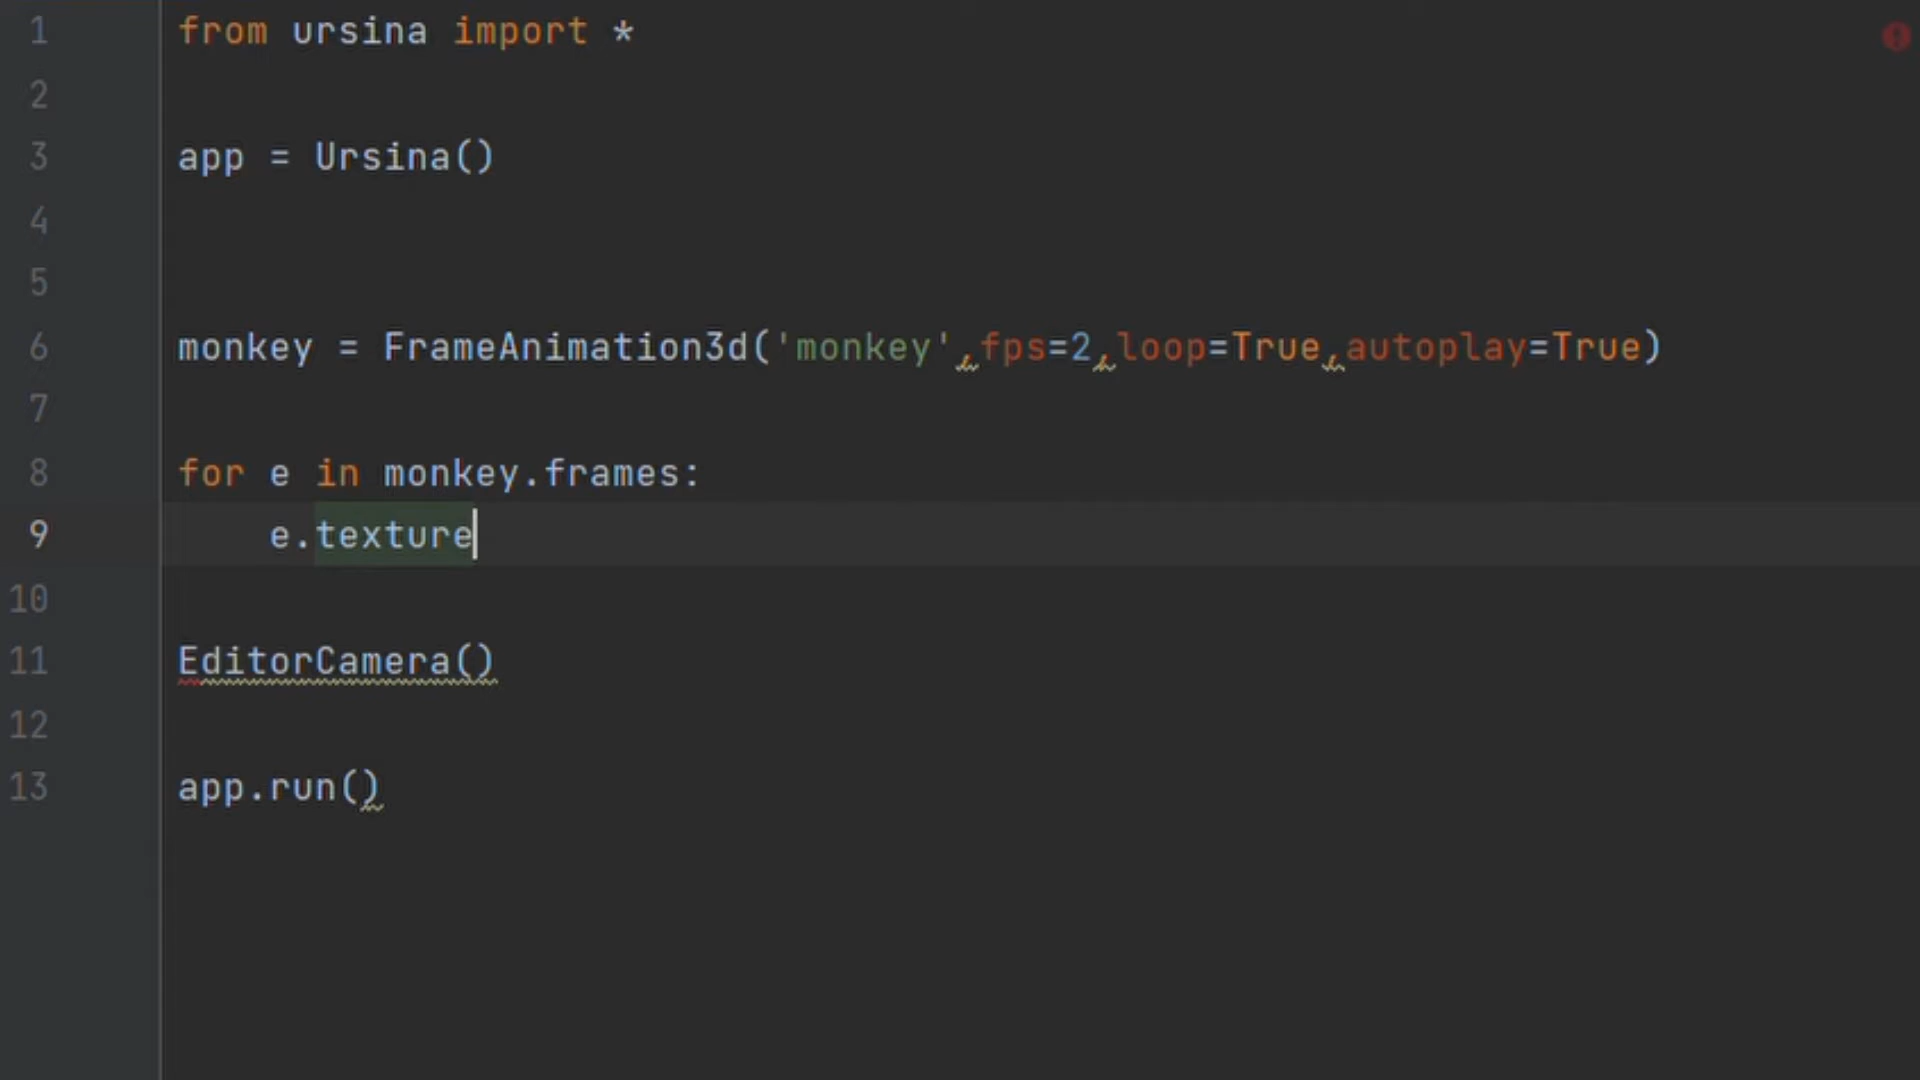 1 from ursina import *
2
3 app = Ursina()
4
5
6 monkey = FrameAnimation3d('monkey',fps=2,loop=True,autoplay=True)
7
8 for e in monkey.frames:
9     e.texture
10
11 EditorCamera()
12
13 app.run()